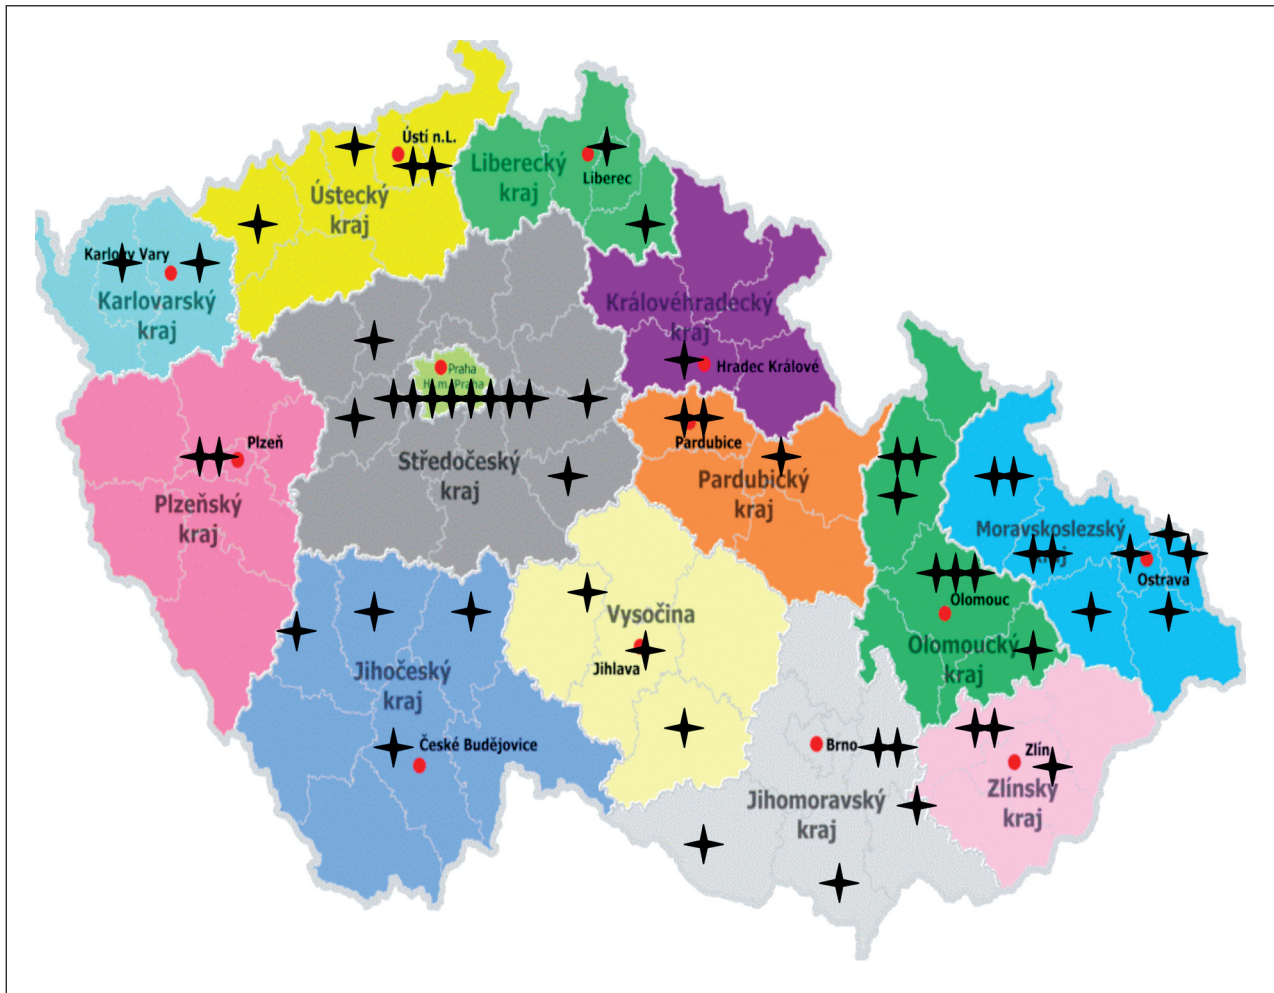 Ústí n.L.
Ústecký
kraj
Liberecký
kraj
Liberec
Karlovy Vary
Karlovarský
kraj
Královéhradecký
kraj
Hradec Králové
Praha
Hl.m. Praha
Středočeský
kraj
Plzeň
Plzeňský
kraj
Pardubice
Pardubický
kraj
Moravskoslezský
kraj
Ostrava
Olomouc
Olomoucký
kraj
Vysočina
Jihlava
Jihočeský
kraj
České Budějovice
Brno
Jihomoravský
kraj
Zlín
Zlínský
kraj